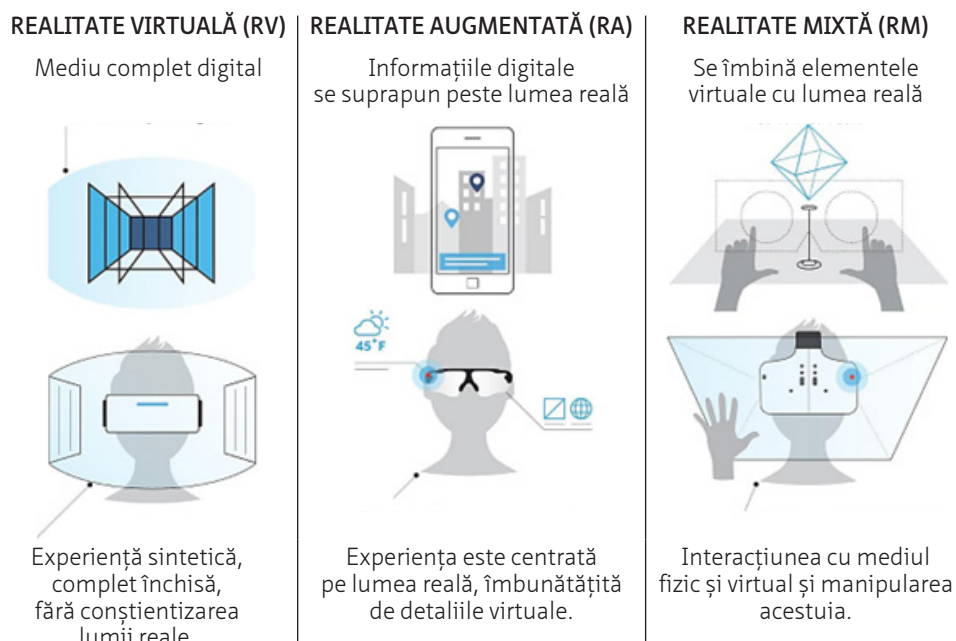 REALITATE VIRTUALĂ (RV)
Mediu complet digital
Experiență sintetică,
complet închisă,
fără conștientizarea
lumii reale
REALITATE AUGMENTATĂ (RA)
Informațiile digitale
se suprapun peste lumea reală
45°F
Experiența este centrată
pe lumea reală, îmbunătățită
de detaliile virtuale.
REALITATE MIXTĂ (RM)
Se îmbină elementele
virtuale cu lumea reală
Interacțiunea cu mediul
fizic și virtual și manipularea
acestuia.